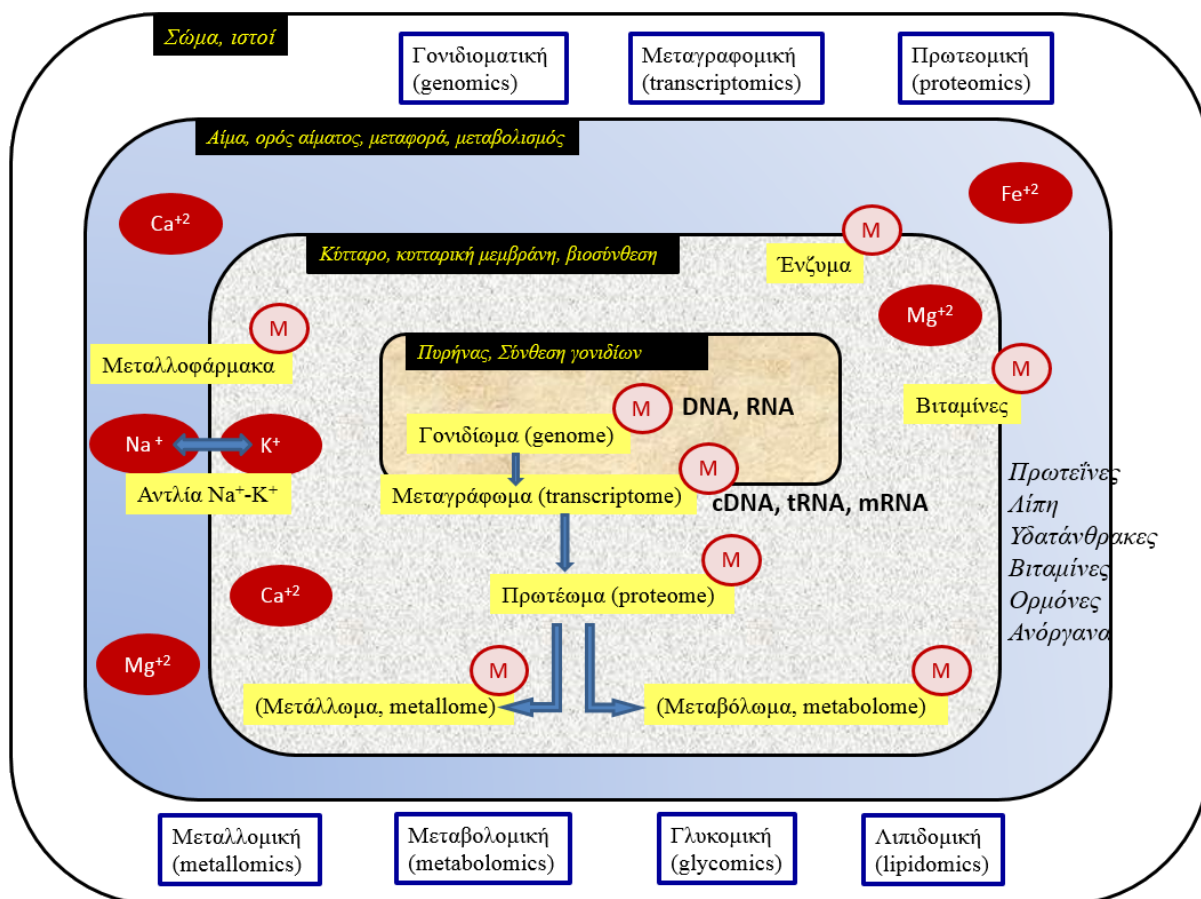 Σώμα, ιστοί
Γονιδιοματική
(genomics)
Μεταγραφομική
(transcriptomics)
Πρωτεομική
(proteomics)
Αίμα, ορός αίματος, μεταφορά, μεταβολισμός
Ca+2
Fe+2
Κύτταρο, κυτταρική μεμβράνη, βιοσύνθεση
M
Ένζυμα
Mg+2
M
Μεταλλοφάρμακα
Πυρήνας, Σύνθεση γονιδίων
M
Βιταμίνες
M
DNA, RNA
Γονιδίωμα (genome)
Na+
K+
Αντλία Na+-K+
M
Μεταγράφωμα (transcriptome)
cDNA, tRNA, mRNA
Πρωτεΐνες
Λίπη
Υδατάνθρακες
Βιταμίνες
Ορμόνες
Ανόργανα
M
Πρωτέωμα (proteome)
Ca+2
Mg+2
M
(Μετάλλωμα, metallome)
M
(Μεταβόλωμα, metabolome)
Μεταλλομική
(metallomics)
Μεταβολομική
(metabolomics)
Γλυκομική
(glycomics)
Λιπιδομική
(lipidomics)